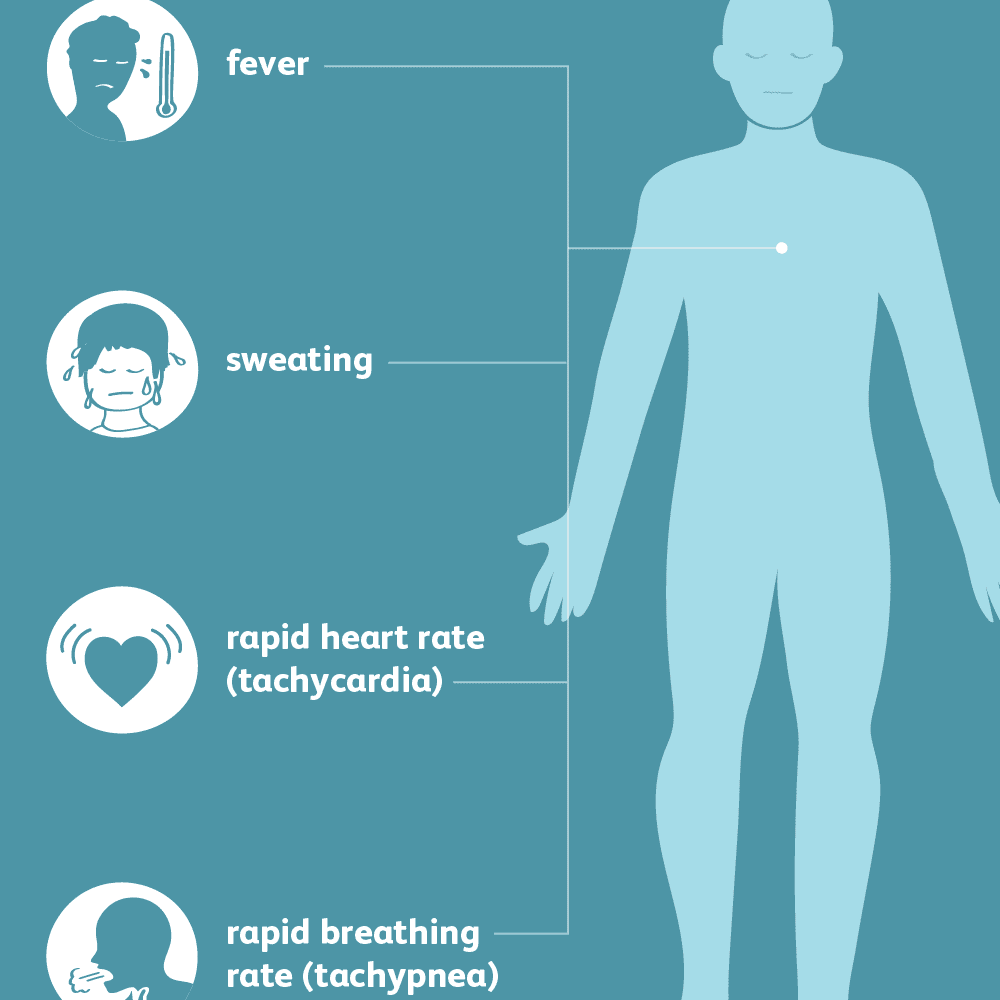 fever
sweating
rapid heart rate
(tachycardia)
rapid breathing
rate (tachypnea)